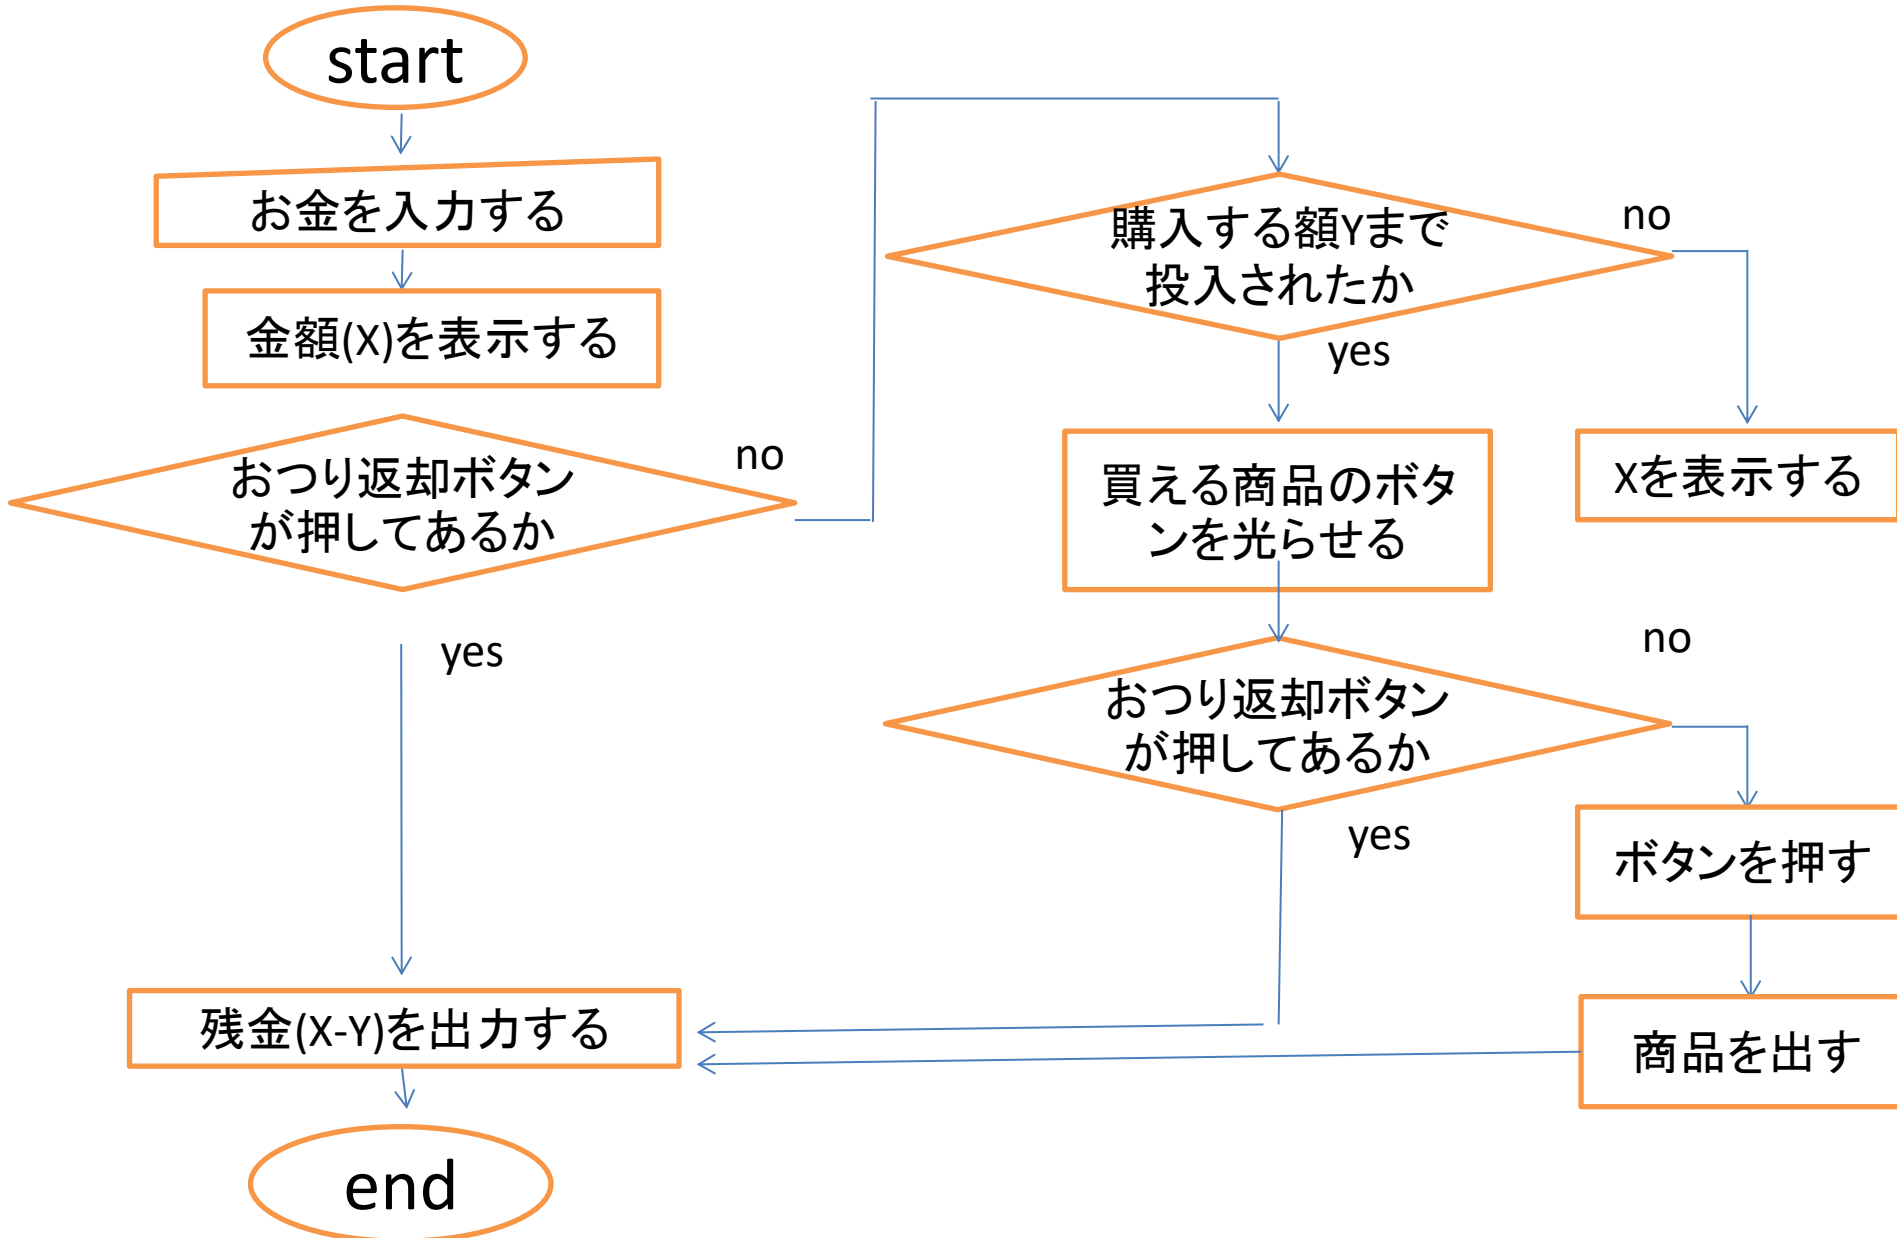 start
お金を入力する
金額(X)を表示する
おつり返却ボタン
が押してあるか
no
yes
購入する額Yまで
投入されたか
no
yes
Xを表示する
買える商品のボタ
ンを光らせる
おつり返却ボタン
が押してあるか
no
yes
ボタンを押す
商品を出す
残金(X-Y)を出力する
end